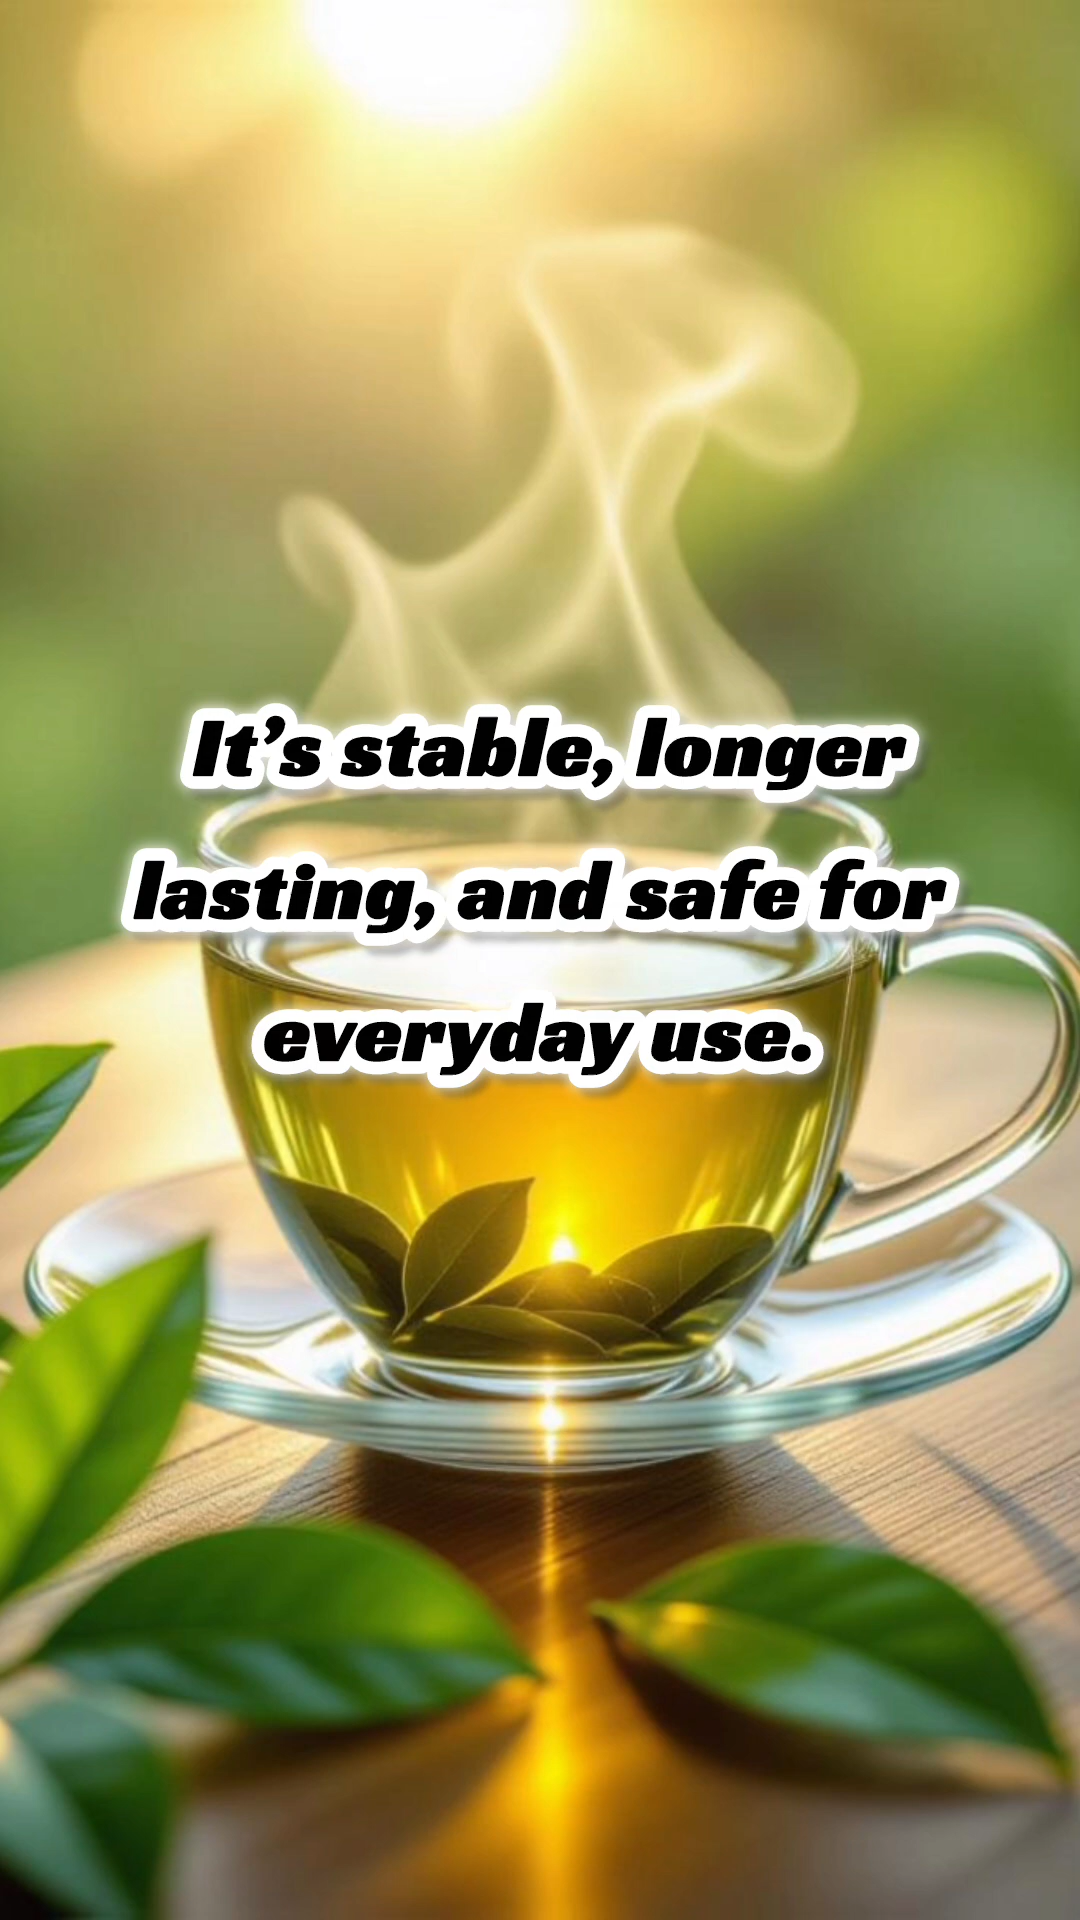 It’s stable, longer
lasting, and safe for
everyday use.